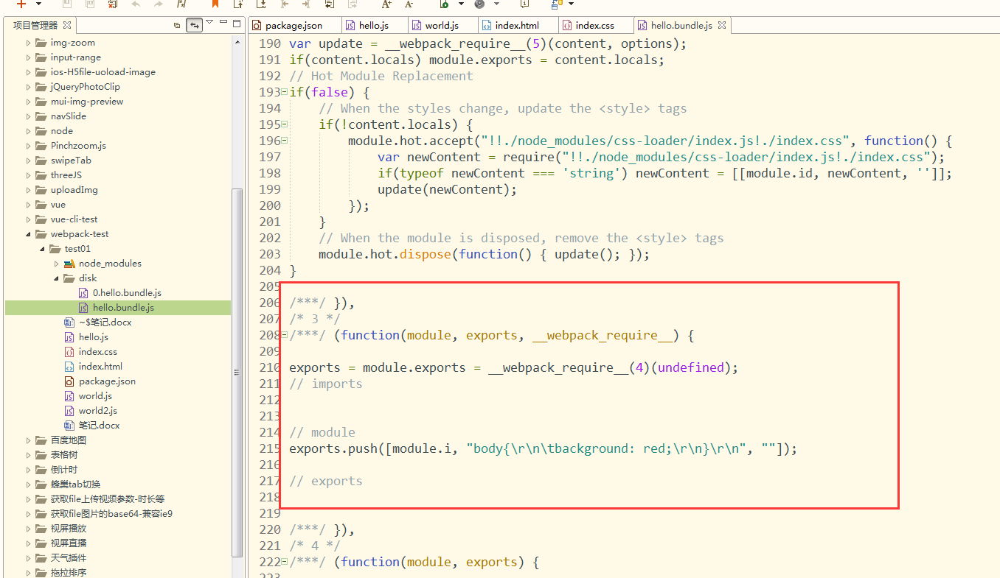 项目管理器
img-zoom
input-range
ios-H5file-uoload-image
jQueryPhotoClip
mui-img-preview
navSlide
node
Pinchzoom.js
swipeTab
threeJS
uploadImg
vue
vue-cli-test
webpack-test
test01
node_modules
disk
0.hello.bundle.js
hello.bundle.js
~$笔记.docx
hello.js
index.css
index.html
package.json
world.js
world2.js
笔记.docx
百度地图
表格树
倒计时
蜂巢tab切换
获取file上传视频参数-时长等
获取file图片的base64-兼容ie9
视屏播放
视屏直播
天气插件
拖拉排序
package.json
hello.js
world.js
index.html
index.css
hello.bundle.js
190 var update = __webpack_require__(5)(content, options);
191 if(content.locals) module.exports = content.locals;
192 // Hot Module Replacement
193 if(false) {
194 // When the styles change, update the <style> tags
195 if(!content.locals) {
196 module.hot.accept("!!./node_modules/css-loader/index.js!./index.css", function() {
197 var newContent = require("!!./node_modules/css-loader/index.js!./index.css");
198 if(typeof newContent === 'string') newContent = [[module.id, newContent, '']];
199 update(newContent);
200 });
201 }
202 // When the module is disposed, remove the <style> tags
203 module.hot.dispose(function() { update(); });
204 }
205
206 /***/ }),
207 /* 3 */
208 /***/ (function(module, exports, __webpack_require__) {
209
210 exports = module.exports = __webpack_require__(4)(undefined);
211 // imports
212
213
214 // module
215 exports.push([module.i, "body{\r\n\tbackground: red;\r\n}\r\n", ""]);
216
217 // exports
218
219
220 /***/ }),
221 /* 4 */
222 /***/ (function(module, exports) {
223